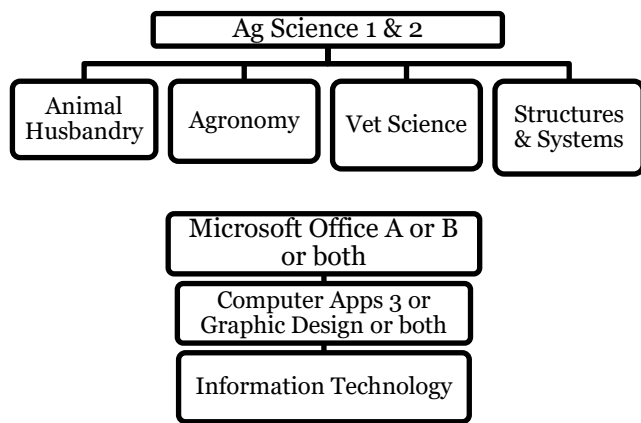 Ag Science 1 & 2
Animal
Husbandry
Agronomy
Vet Science
Structures
& Systems
Microsoft Office A or B
or both
Computer Apps 3 or
Graphic Design or both
Information Technology